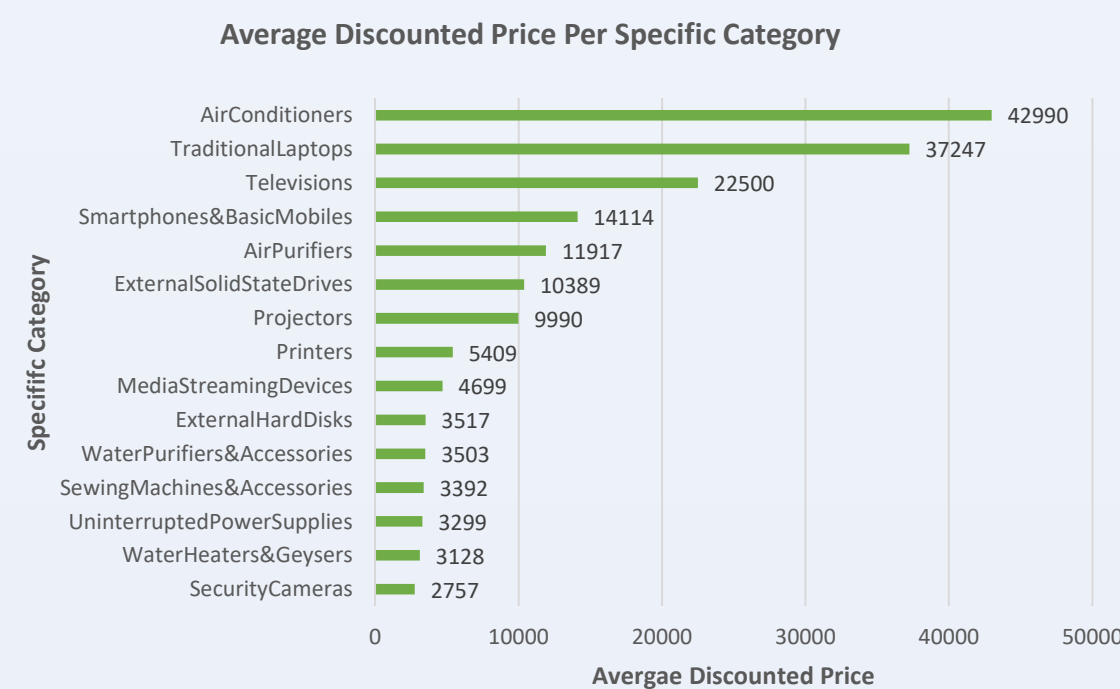 Average Discounted Price Per Specific Category
AirConditioners 42990
TraditionalLaptops 37247
Televisions 22500
Smartphones&BasicMobiles 14114
AirPurifiers 11917
ExternalSolidStateDrives 10389
Projectors 9990
Printers 5409
MediaStreamingDevices 4699
ExternalHardDisks 3517
WaterPurifiers&Accessories 3503
SewingMachines&Accessories 3392
UninterruptedPowerSupplies 3299
WaterHeaters&Geysers 3128
SecurityCameras 2757
Specififc Category
0 10000 20000 30000 40000 50000
Avergae Discounted Price